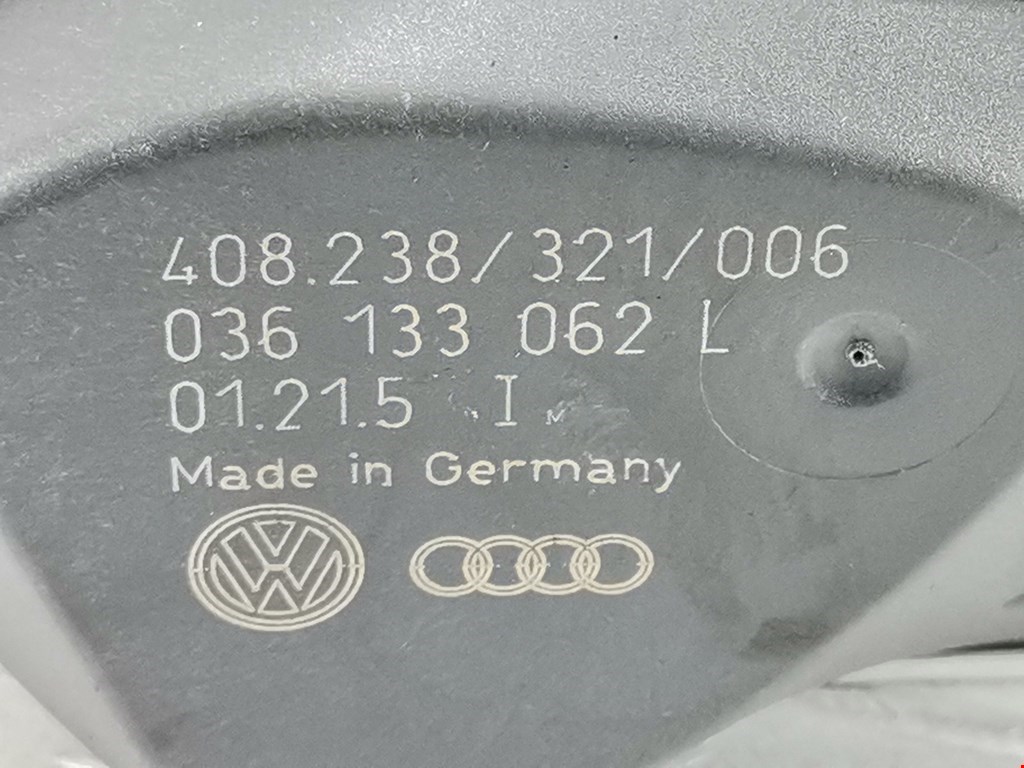 408.238/321/006
036 133 062 L
01.21.5 I
Made in Germany